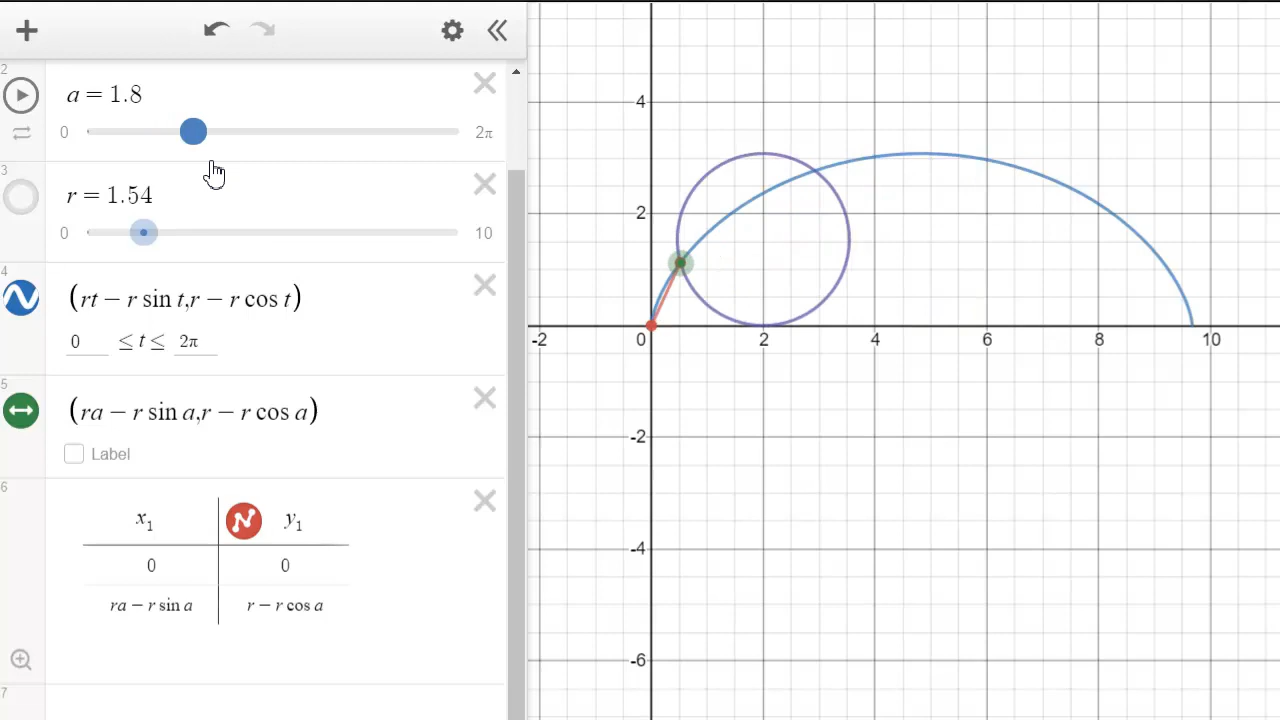 2
a = 1.8
0
2π
3
r = 1.54
0
10
4
(rt − r sin t,r − r cos t)
0 ≤ t ≤ 2π
5
(ra − r sin a,r − r cos a)
Label
6
x₁ y₁
0 0
ra − r sin a r − r cos a
7
4
2
-2 0 2 4 6 8 10
-2
-4
-6